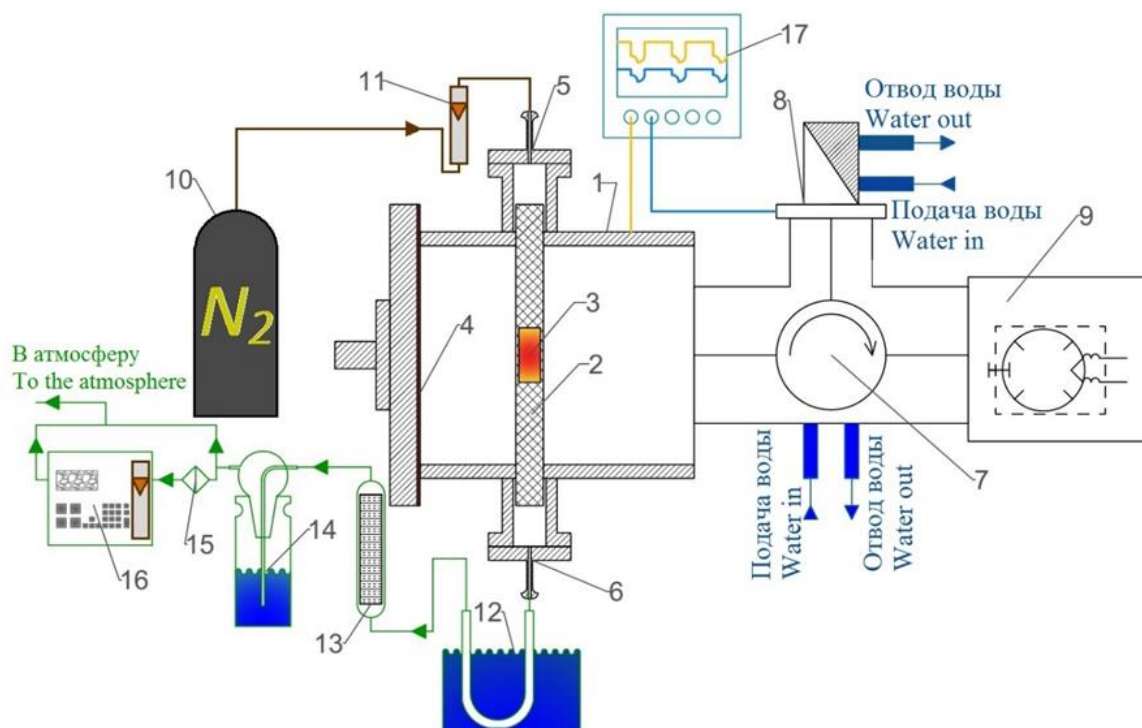 17
11
5
8
Отвод воды
Water out
10
1
Подача воды
Water in
9
N2
3
4
2
В атмосферу
To the atmosphere
7
Подача воды
Water in
Отвод воды
Water out
15
14
16
6
13
12